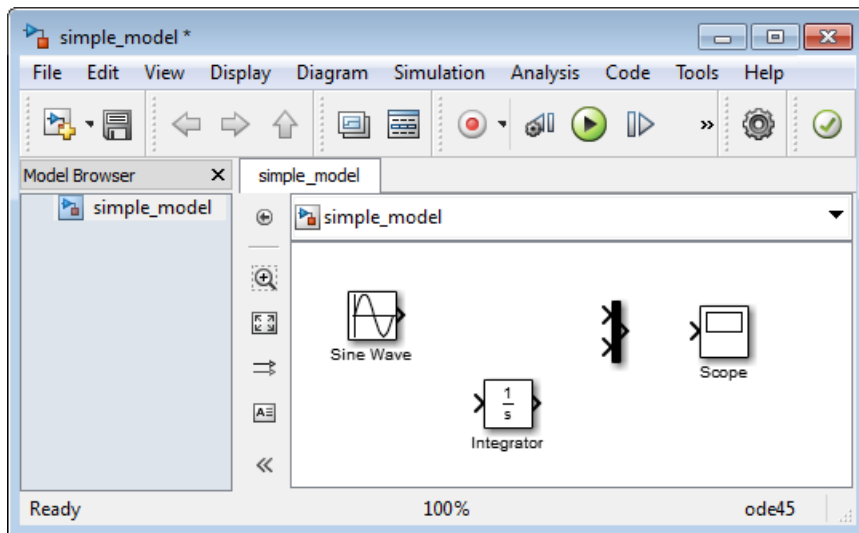 simple_model *
File Edit View Display Diagram Simulation Analysis Code Tools Help
»
Model Browser × simple_model
simple_model
simple_model
A
Sine Wave
Scope
1
s
Integrator
Ready 100% ode45